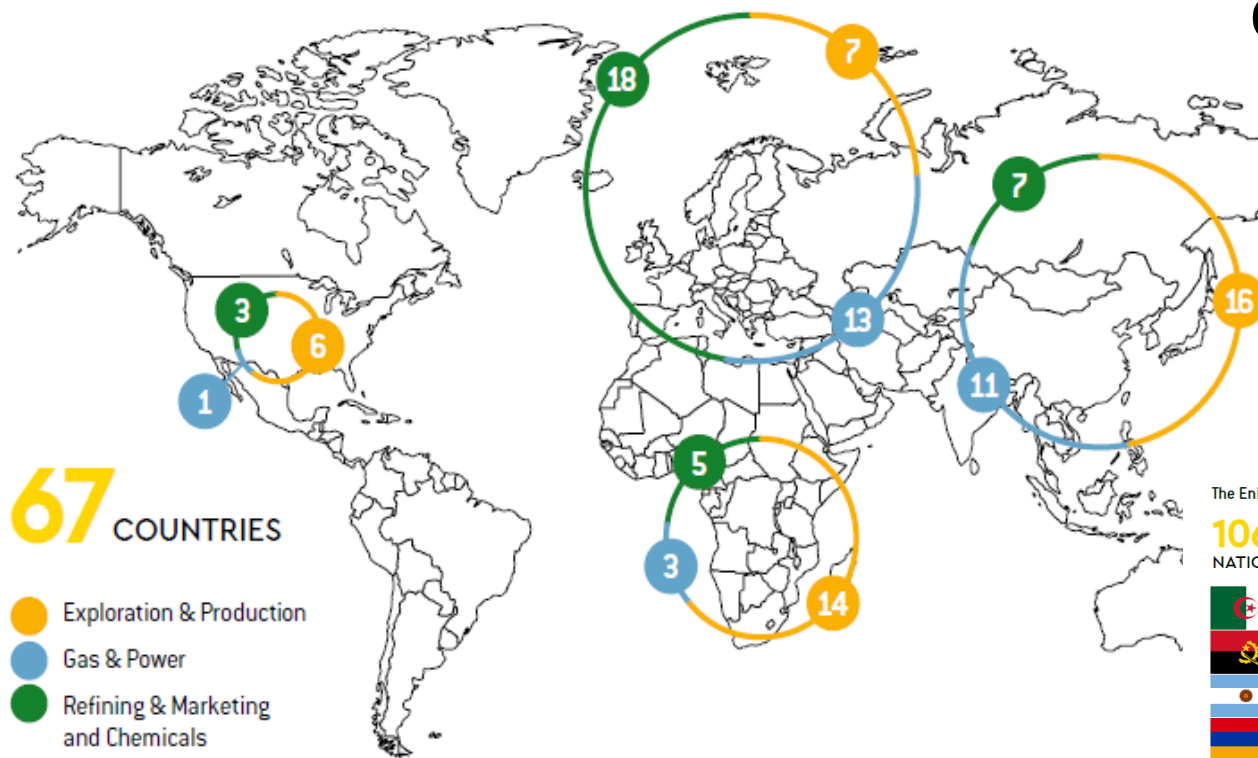 18
7
7
16
13
11
3
6
1
5
3
14
67 COUNTRIES
Exploration & Production
Gas & Power
Refining & Marketing
and Chemicals
The Eni
106
NATIO